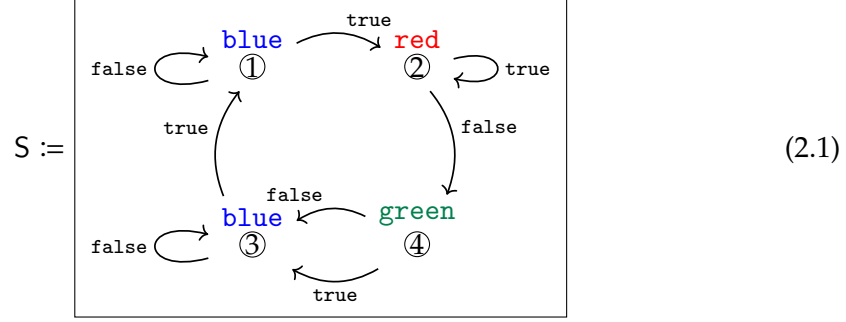 true
blue red
false ① ② true
true false
S := (2.1)
false
blue green
false ③ ④
true